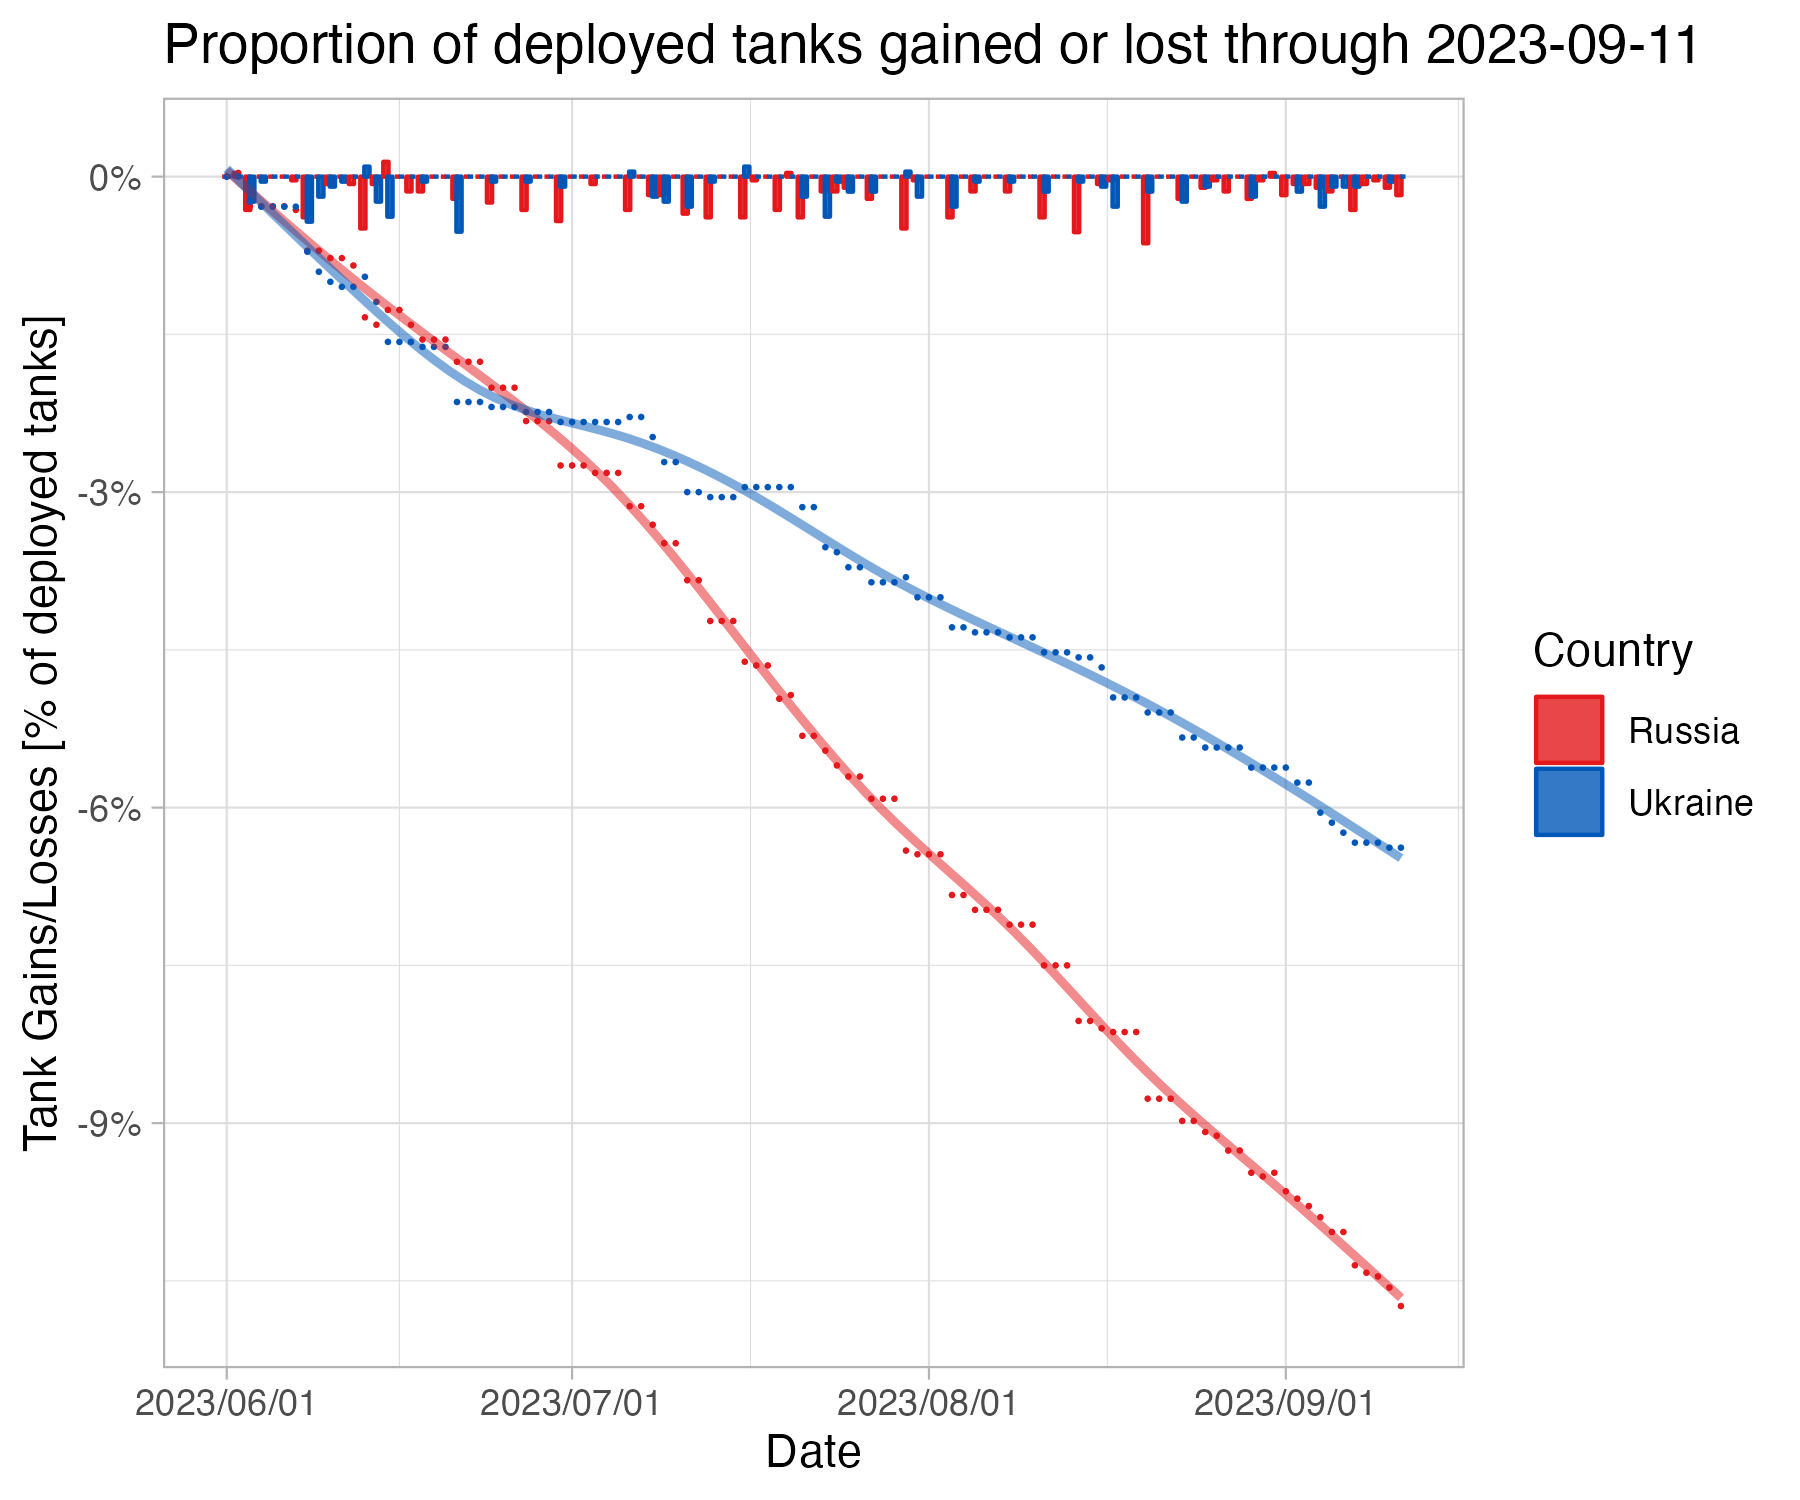 Proportion of deployed tanks gained or lost through 2023-09-11
Tank Gains/Losses [% of deployed tanks]
0%
-3%
-6%
-9%
2023/06/01
2023/07/01
2023/08/01
2023/09/01
Date
Country
Russia
Ukraine